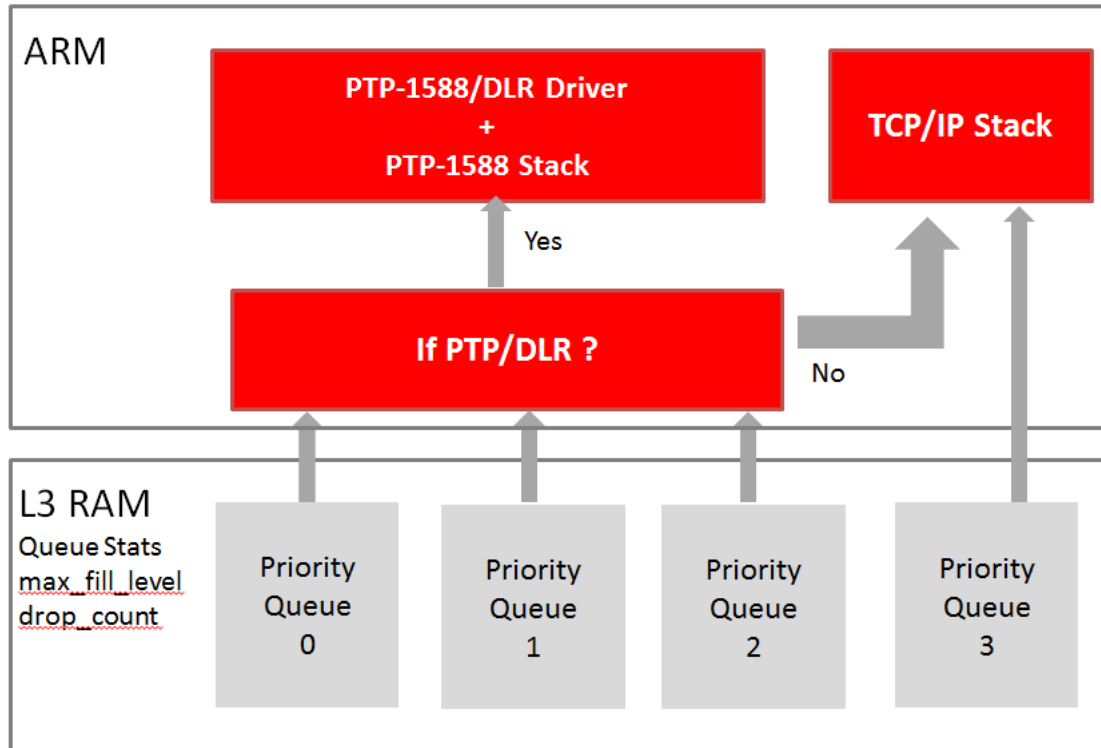 ARM
PTP-1588/DLR Driver
+
PTP-1588 Stack
TCP/IP Stack
Yes
If PTP/DLR ?
No
L3 RAM
Queue Stats
max_fill_level
drop_count
Priority
Queue
0
Priority
Queue
1
Priority
Queue
2
Priority
Queue
3